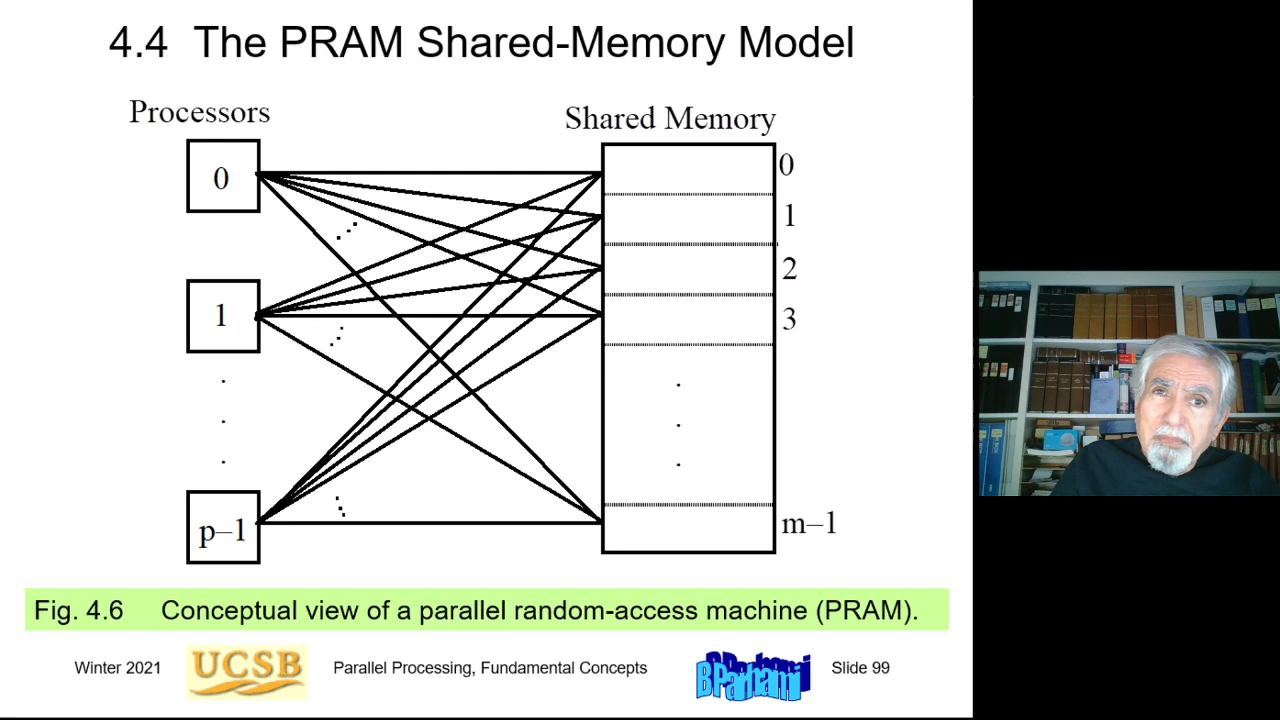 4.4 The PRAM Shared-Memory Model
Processors
Shared Memory
0
0
1
2
1
3
p–1
m–1
Fig. 4.6 Conceptual view of a parallel random-access machine (PRAM).
Winter 2021 UCSB Parallel Processing, Fundamental Concepts BParhami Slide 99